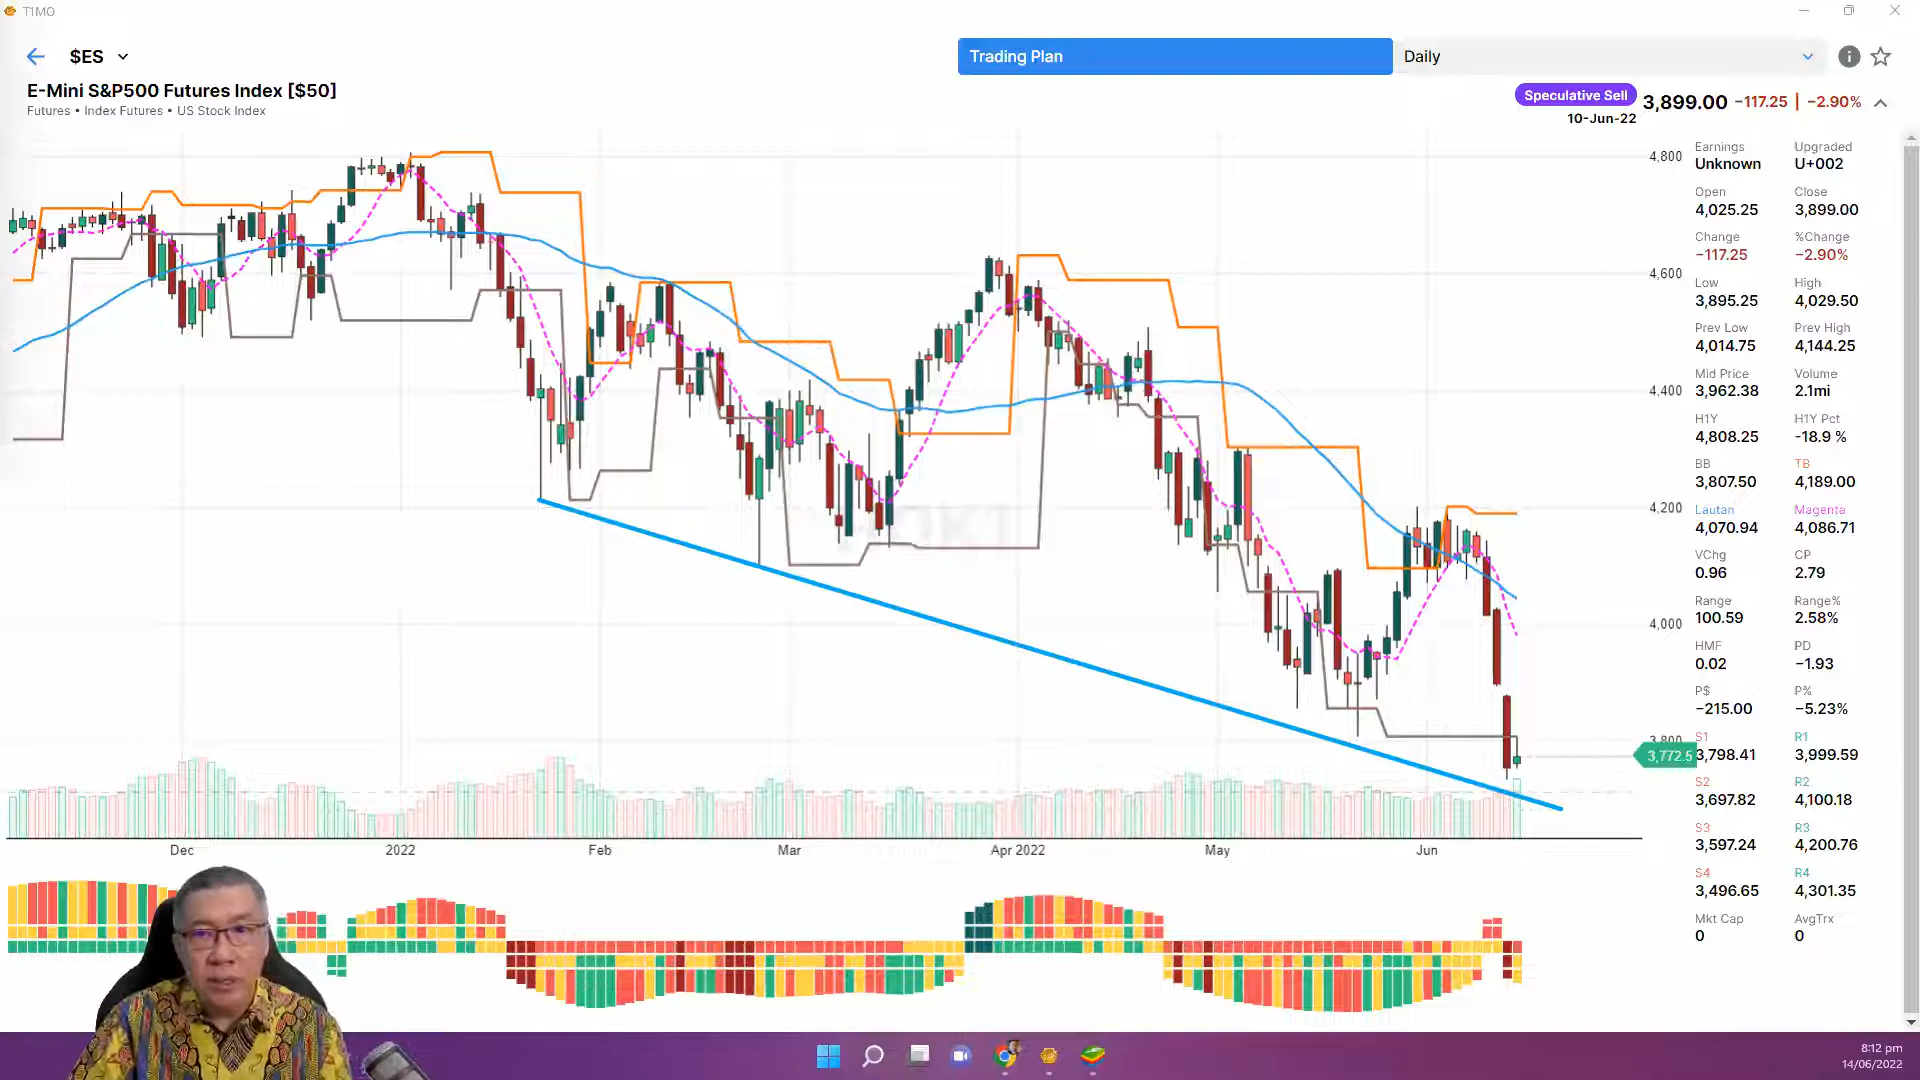 T1MO
$ES
Trading Plan
Daily
E-Mini S&P500 Futures Index [$50]
Futures • Index Futures • US Stock Index
Speculative Sell
3,899.00 −117.25 | −2.90%
10-Jun-22
Earnings Upgraded
Unknown U+002
Open Close
4,025.25 3,899.00
Change %Change
−117.25 −2.90%
Low High
3,895.25 4,029.50
Prev Low Prev High
4,014.75 4,144.25
Mid Price Volume
3,962.38 2.1mi
H1Y H1Y Pct
4,808.25 -18.9 %
BB TB
3,807.50 4,189.00
Lautan Magenta
4,070.94 4,086.71
VChg CP
0.96 2.79
Range Range%
100.59 2.58%
HMF PD
0.02 −1.93
P$ P%
−215.00 −5.23%
S1 R1
3,798.41 3,999.59
S2 R2
3,697.82 4,100.18
S3 R3
3,597.24 4,200.76
S4 R4
3,496.65 4,301.35
Mkt Cap AvgTrx
0 0
4,800
4,600
4,400
4,200
4,000
3,800
3,772.5
Dec 2022 Feb Mar Apr 2022 May Jun
8:12 pm
14/06/2022